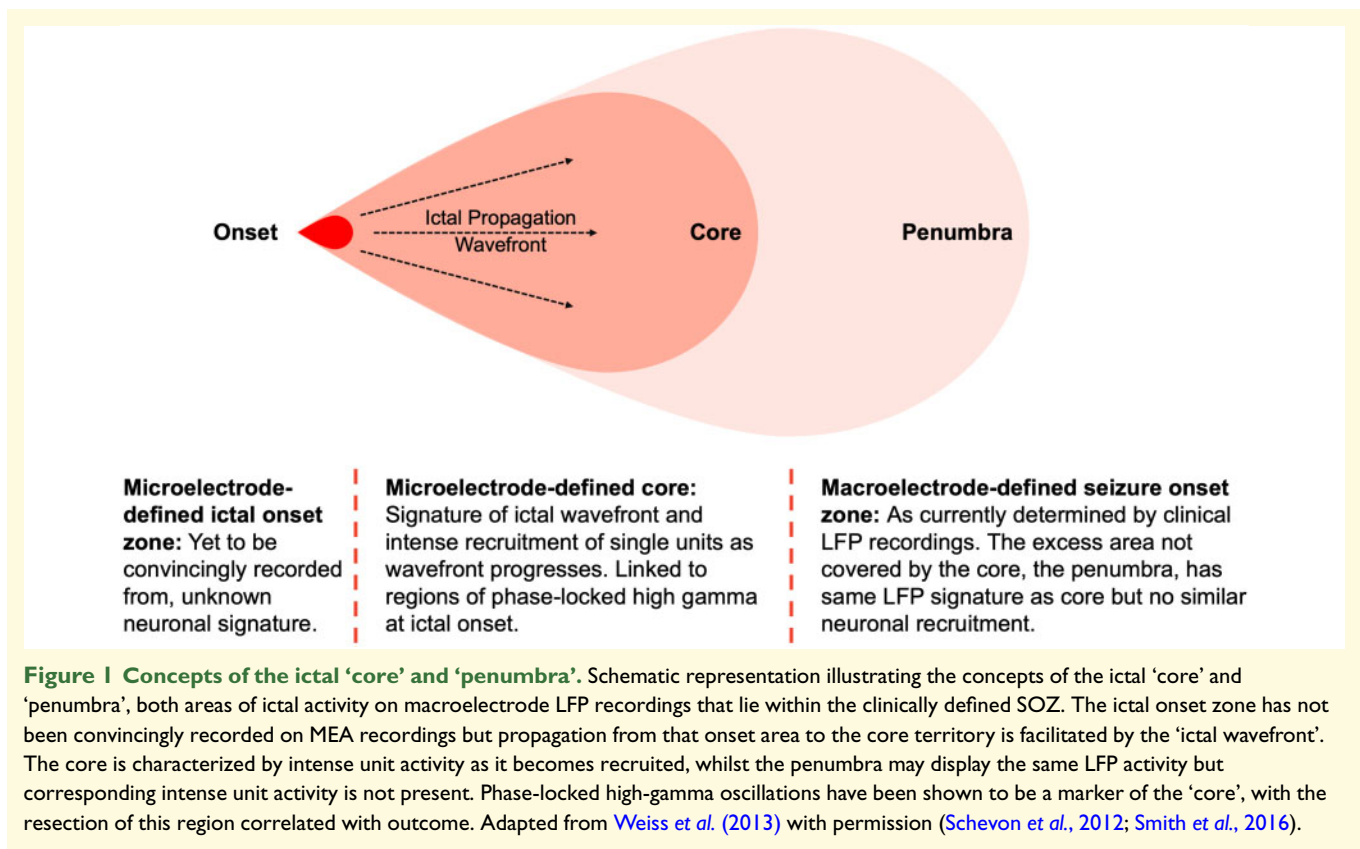 Onset
Ictal Propagation
Wavefront
Core
Penumbra
Microelectrode-
defined ictal onset
zone: Yet to be
convincingly recorded
from, unknown
neuronal signature.
Microelectrode-defined core:
Signature of ictal wavefront and
intense recruitment of single units as
wavefront progresses. Linked to
regions of phase-locked high gamma
at ictal onset.
Macroelectrode-defined seizure onset
zone: As currently determined by clinical
LFP recordings. The excess area not
covered by the core, the penumbra, has
same LFP signature as core but no similar
neuronal recruitment.
Figure 1 Concepts of the ictal ‘core’ and ‘penumbra’. Schematic representation illustrating the concepts of the ictal ‘core’ and
‘penumbra’, both areas of ictal activity on macroelectrode LFP recordings that lie within the clinically defined SOZ. The ictal onset zone has not
been convincingly recorded on MEA recordings but propagation from that onset area to the core territory is facilitated by the ‘ictal wavefront’.
The core is characterized by intense unit activity as it becomes recruited, whilst the penumbra may display the same LFP activity but
corresponding intense unit activity is not present. Phase-locked high-gamma oscillations have been shown to be a marker of the ‘core’, with the
resection of this region correlated with outcome. Adapted from Weiss et al. (2013) with permission (Schevon et al., 2012; Smith et al., 2016).